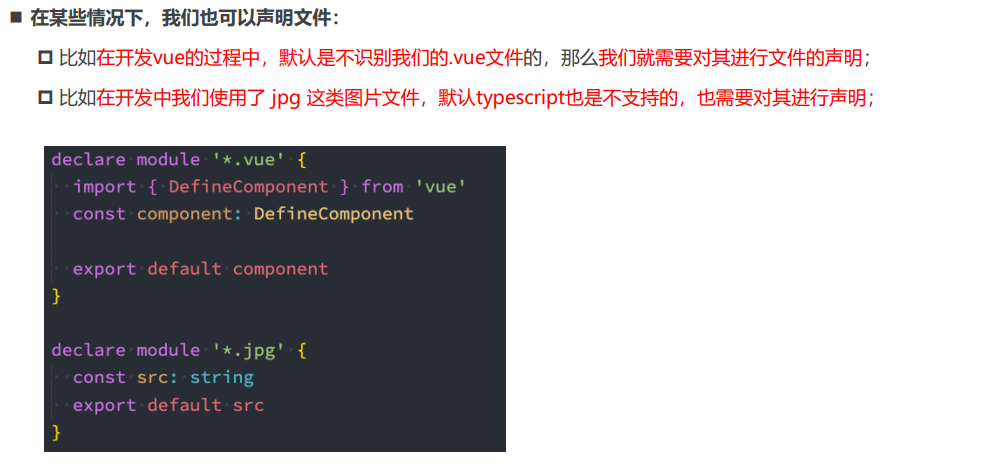 在某些情况下，我们也可以声明文件：
比如在开发vue的过程中，默认是不识别我们的.vue文件的，那么我们就需要对其进行文件的声明；
比如在开发中我们使用了 jpg 这类图片文件，默认typescript也是不支持的，也需要对其进行声明；
declare module '*.vue' {
  import { DefineComponent } from 'vue'
  const component: DefineComponent

  export default component
}

declare module '*.jpg' {
  const src: string
  export default src
}